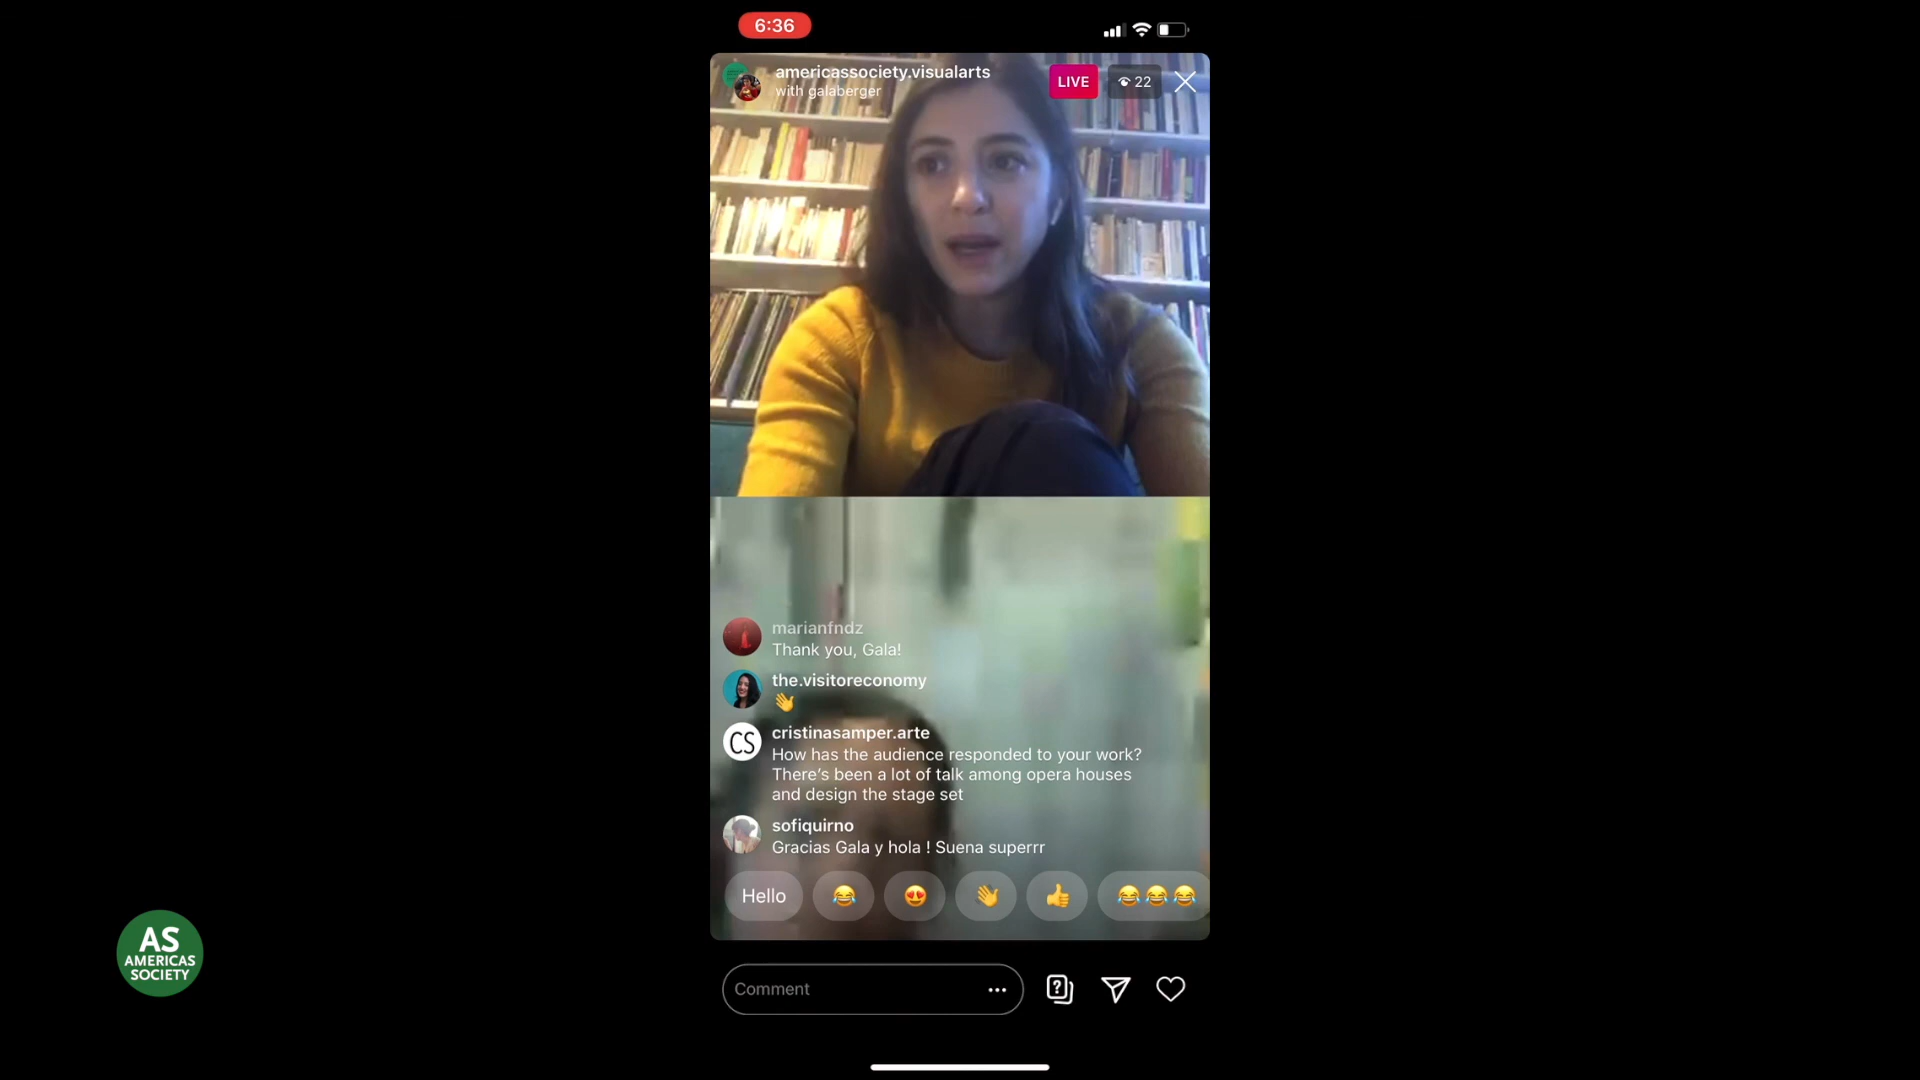 6:36
americassociety.visualarts
with galaberger
LIVE
22
marianfndz
Thank you, Gala!
the.visitoreconomy
👋
cristinasamper.arte
CS
How has the audience responded to your work?
There's been a lot of talk among opera houses
and design the stage set
sofiquirno
Gracias Gala y hola ! Suena superrr
Hello
😂
😍
👋
👍
😂😂😂
AS
AMERICAS
SOCIETY
Comment